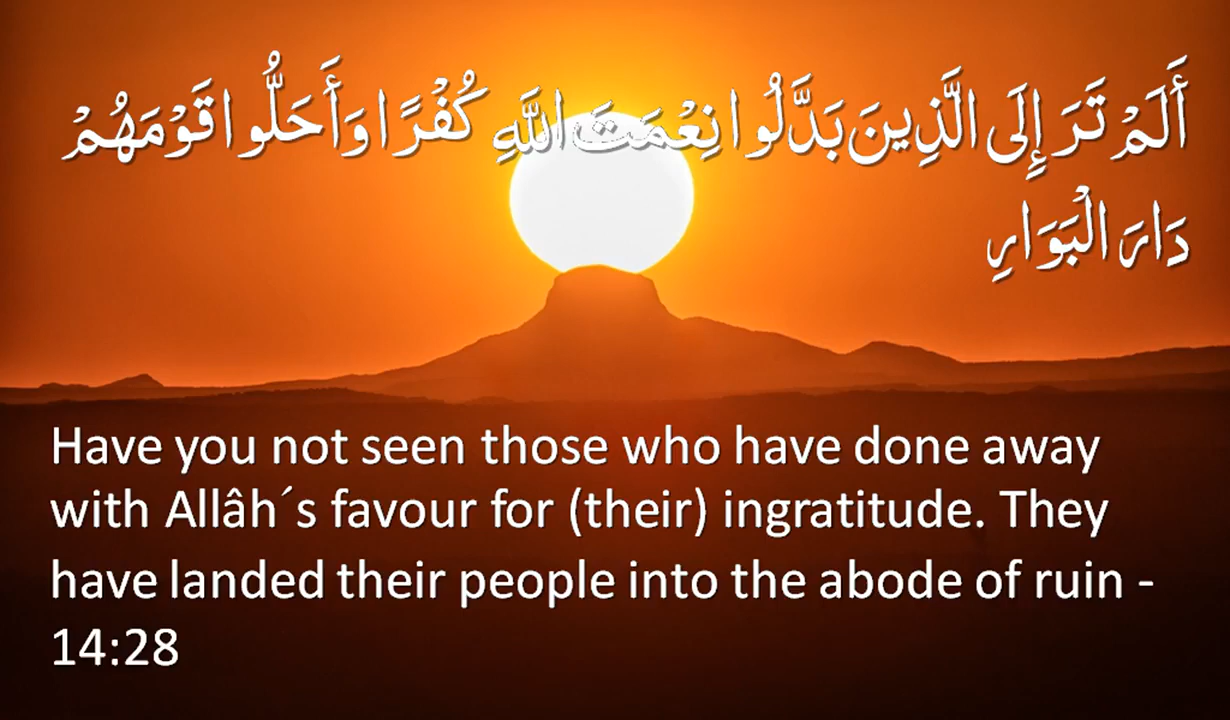 أَلَمْ تَرَ إِلَى الَّذِينَ بَدَّلُوا نِعْمَتَ اللَّهِ كُفْرًا وَأَحَلُّوا قَوْمَهُمْ
دَارَ الْبَوَارِ
Have you not seen those who have done away
with Allâh´s favour for (their) ingratitude. They
have landed their people into the abode of ruin -
14:28